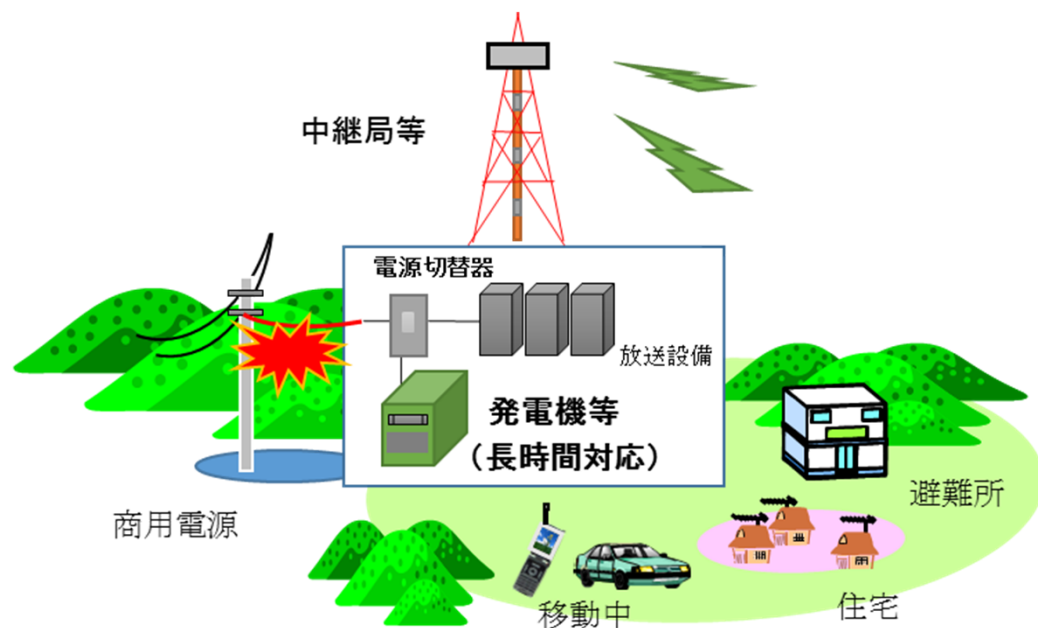 中継局等
電源切替器
放送設備
発電機等
（長時間対応）
商用電源
避難所
移動中
住宅